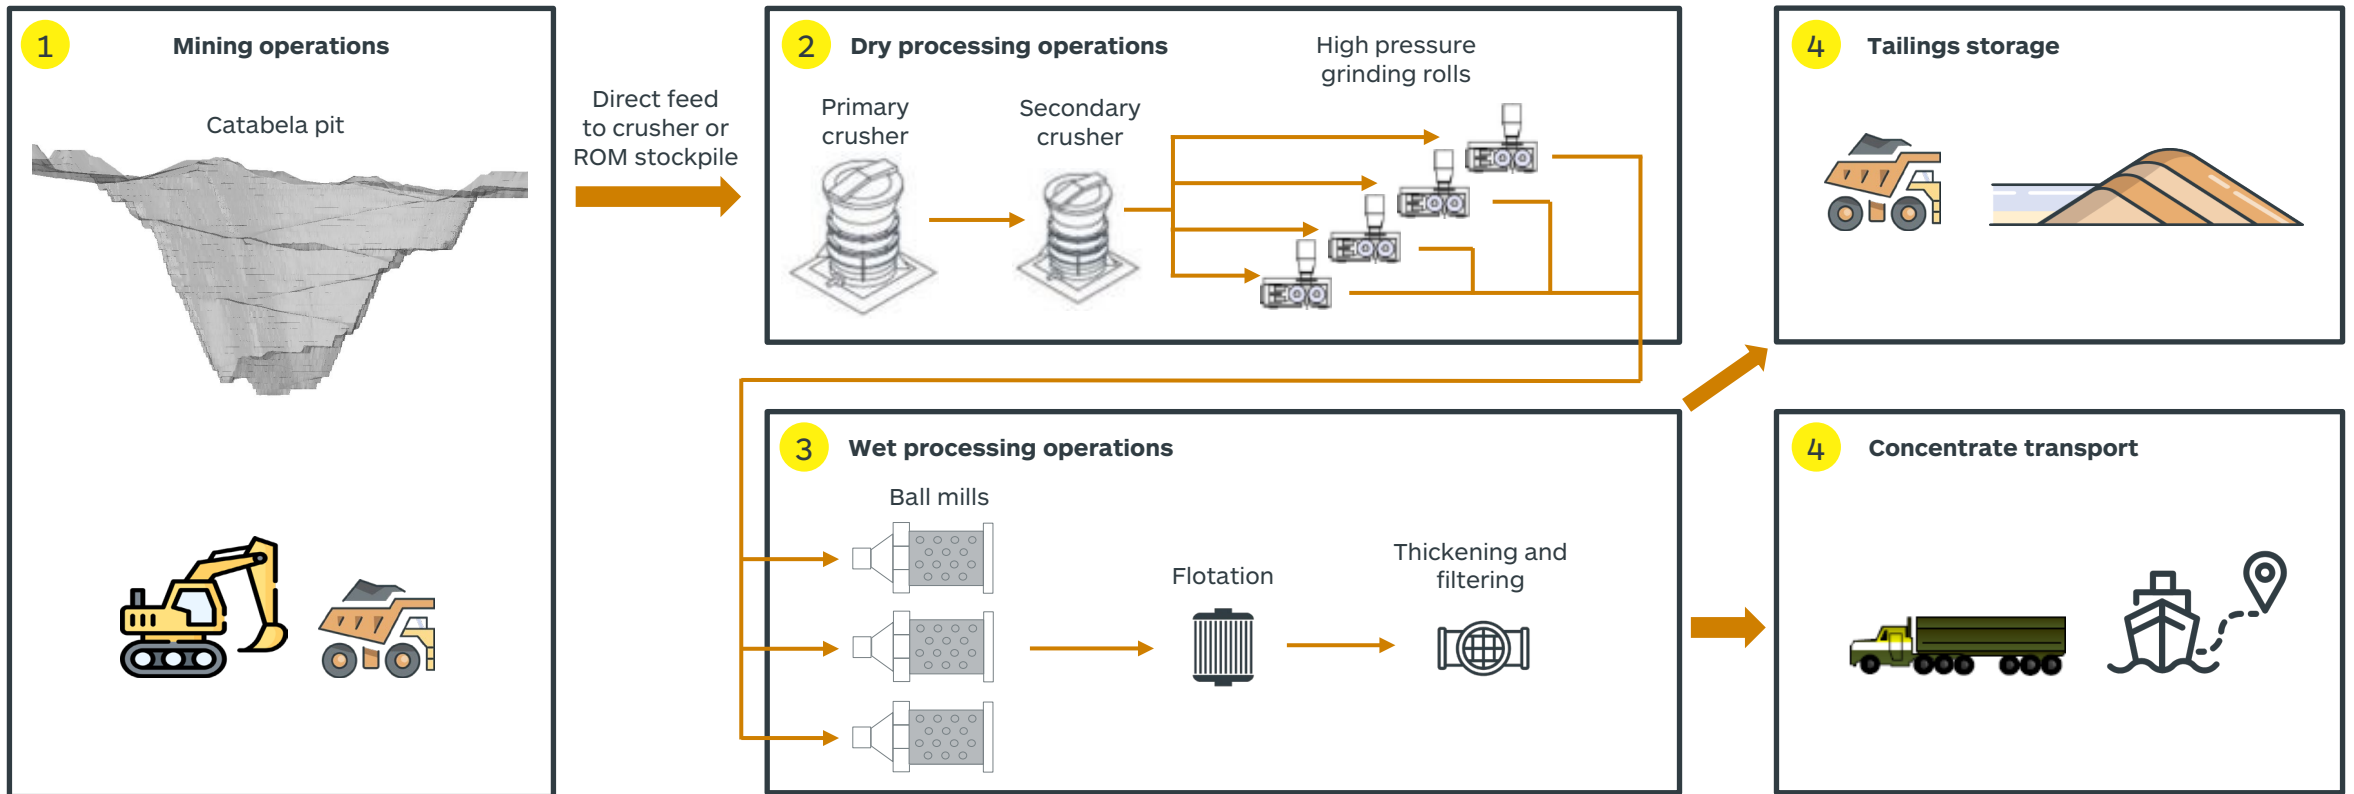 1
Mining operations
Catabela pit
Direct feed
to crusher or
ROM stockpile
2
Dry processing operations
Primary
crusher
Secondary
crusher
High pressure
grinding rolls
3
Wet processing operations
Ball mills
Flotation
Thickening and
filtering
4
Tailings storage
4
Concentrate transport